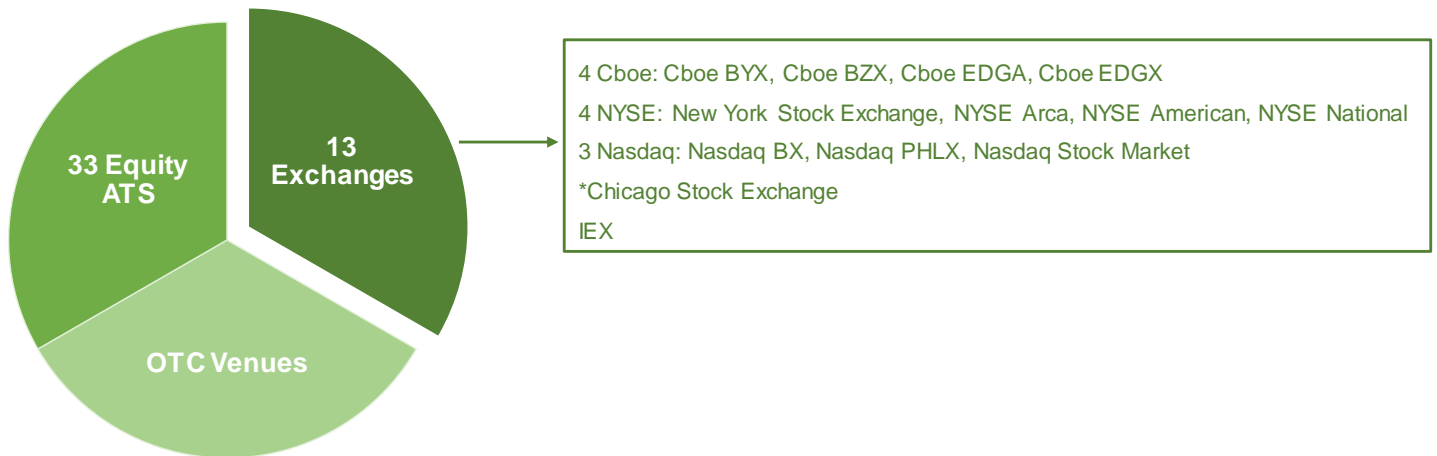 33 Equity
ATS
13
Exchanges
OTC Venues
4 Cboe: Cboe BYX, Cboe BZX, Cboe EDGA, Cboe EDGX
4 NYSE: New York Stock Exchange, NYSE Arca, NYSE American, NYSE National
3 Nasdaq: Nasdaq BX, Nasdaq PHLX, Nasdaq Stock Market
*Chicago Stock Exchange
IEX